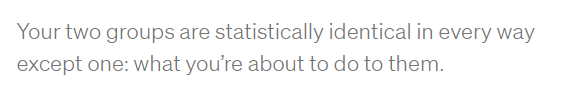 Your two groups are statistically identical in every way
except one: what you’re about to do to them.